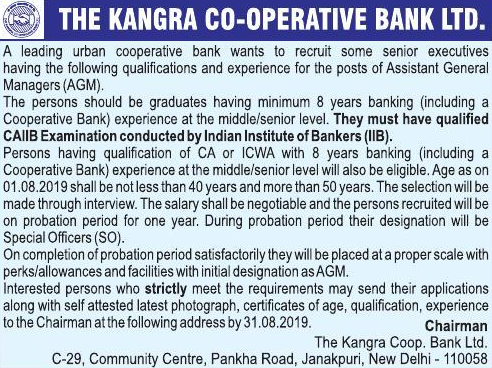 THE KANGRA CO-OPERATIVE BANK LTD.
A leading urban cooperative bank wants to recruit some senior executives
having the following qualifications and experience for the posts of Assistant General
Managers (AGM).
The persons should be graduates having minimum 8 years banking (including a
Cooperative Bank) experience at the middle/senior level. They must have qualified
CAIIB Examination conducted by Indian Institute of Bankers (IIB).
Persons having qualification of CA or ICWA with 8 years banking (including a
Cooperative Bank) experience at the middle/senior level will also be eligible. Age as on
01.08.2019 shall be not less than 40 years and more than 50 years. The selection will be
made through interview. The salary shall be negotiable and the persons recruited will be
on probation period for one year. During probation period their designation will be
Special Officers (SO).
On completion of probation period satisfactorily they will be placed at a proper scale with
perks/allowances and facilities with initial designation as AGM.
Interested persons who strictly meet the requirements may send their applications
along with self attested latest photograph, certificates of age, qualification, experience
to the Chairman at the following address by 31.08.2019.
Chairman
The Kangra Coop. Bank Ltd.
C-29, Community Centre, Pankha Road, Janakpuri, New Delhi - 110058